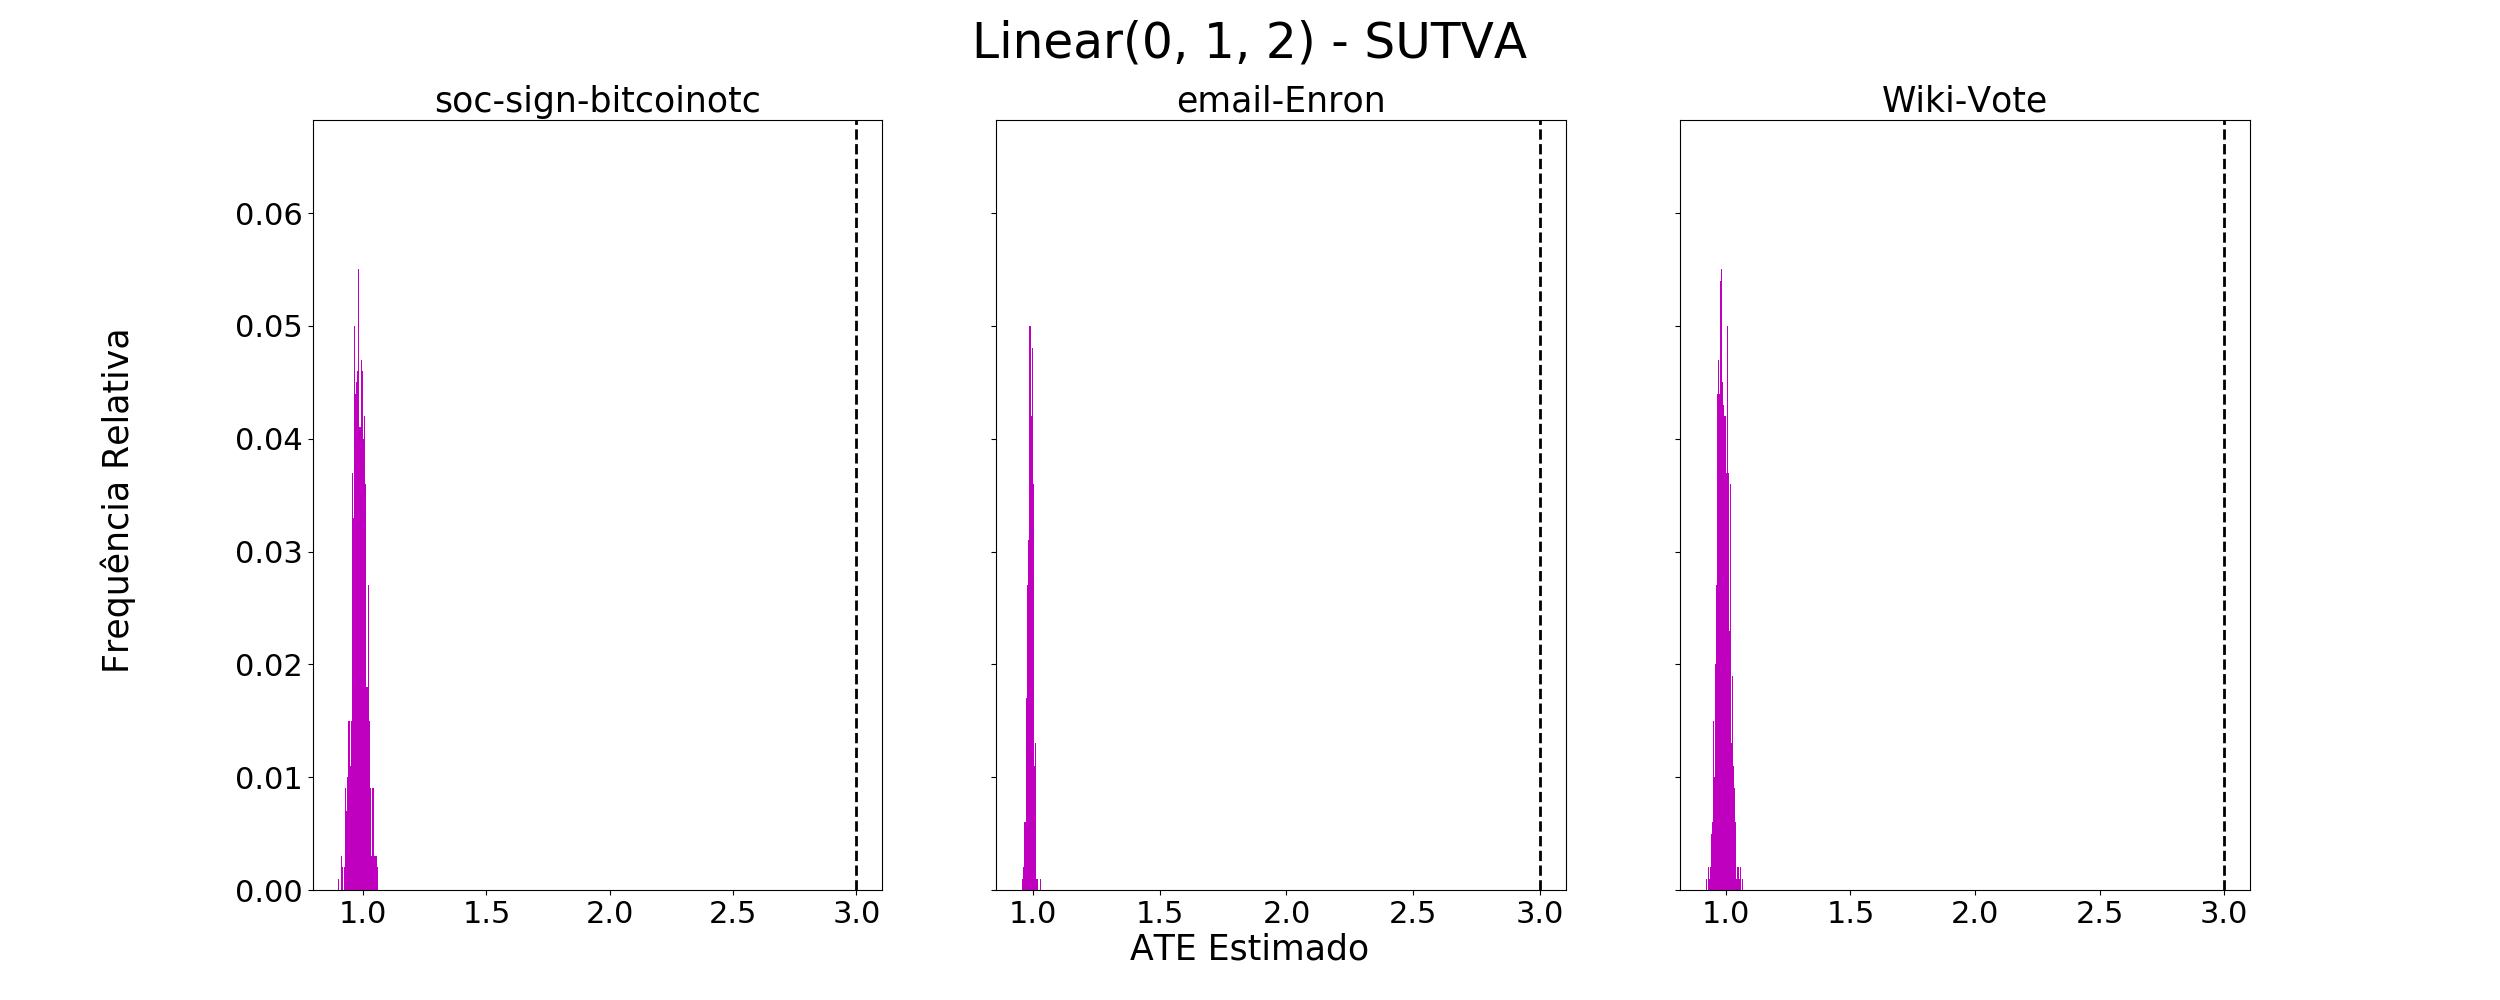 Linear(0, 1, 2) - SUTVA
soc-sign-bitcoinotc
email-Enron
Wiki-Vote
Frequência Relativa
0.06
0.05
0.04
0.03
0.02
0.01
0.00
1.0 1.5 2.0 2.5 3.0
1.0 1.5 2.0 2.5 3.0
1.0 1.5 2.0 2.5 3.0
ATE Estimado